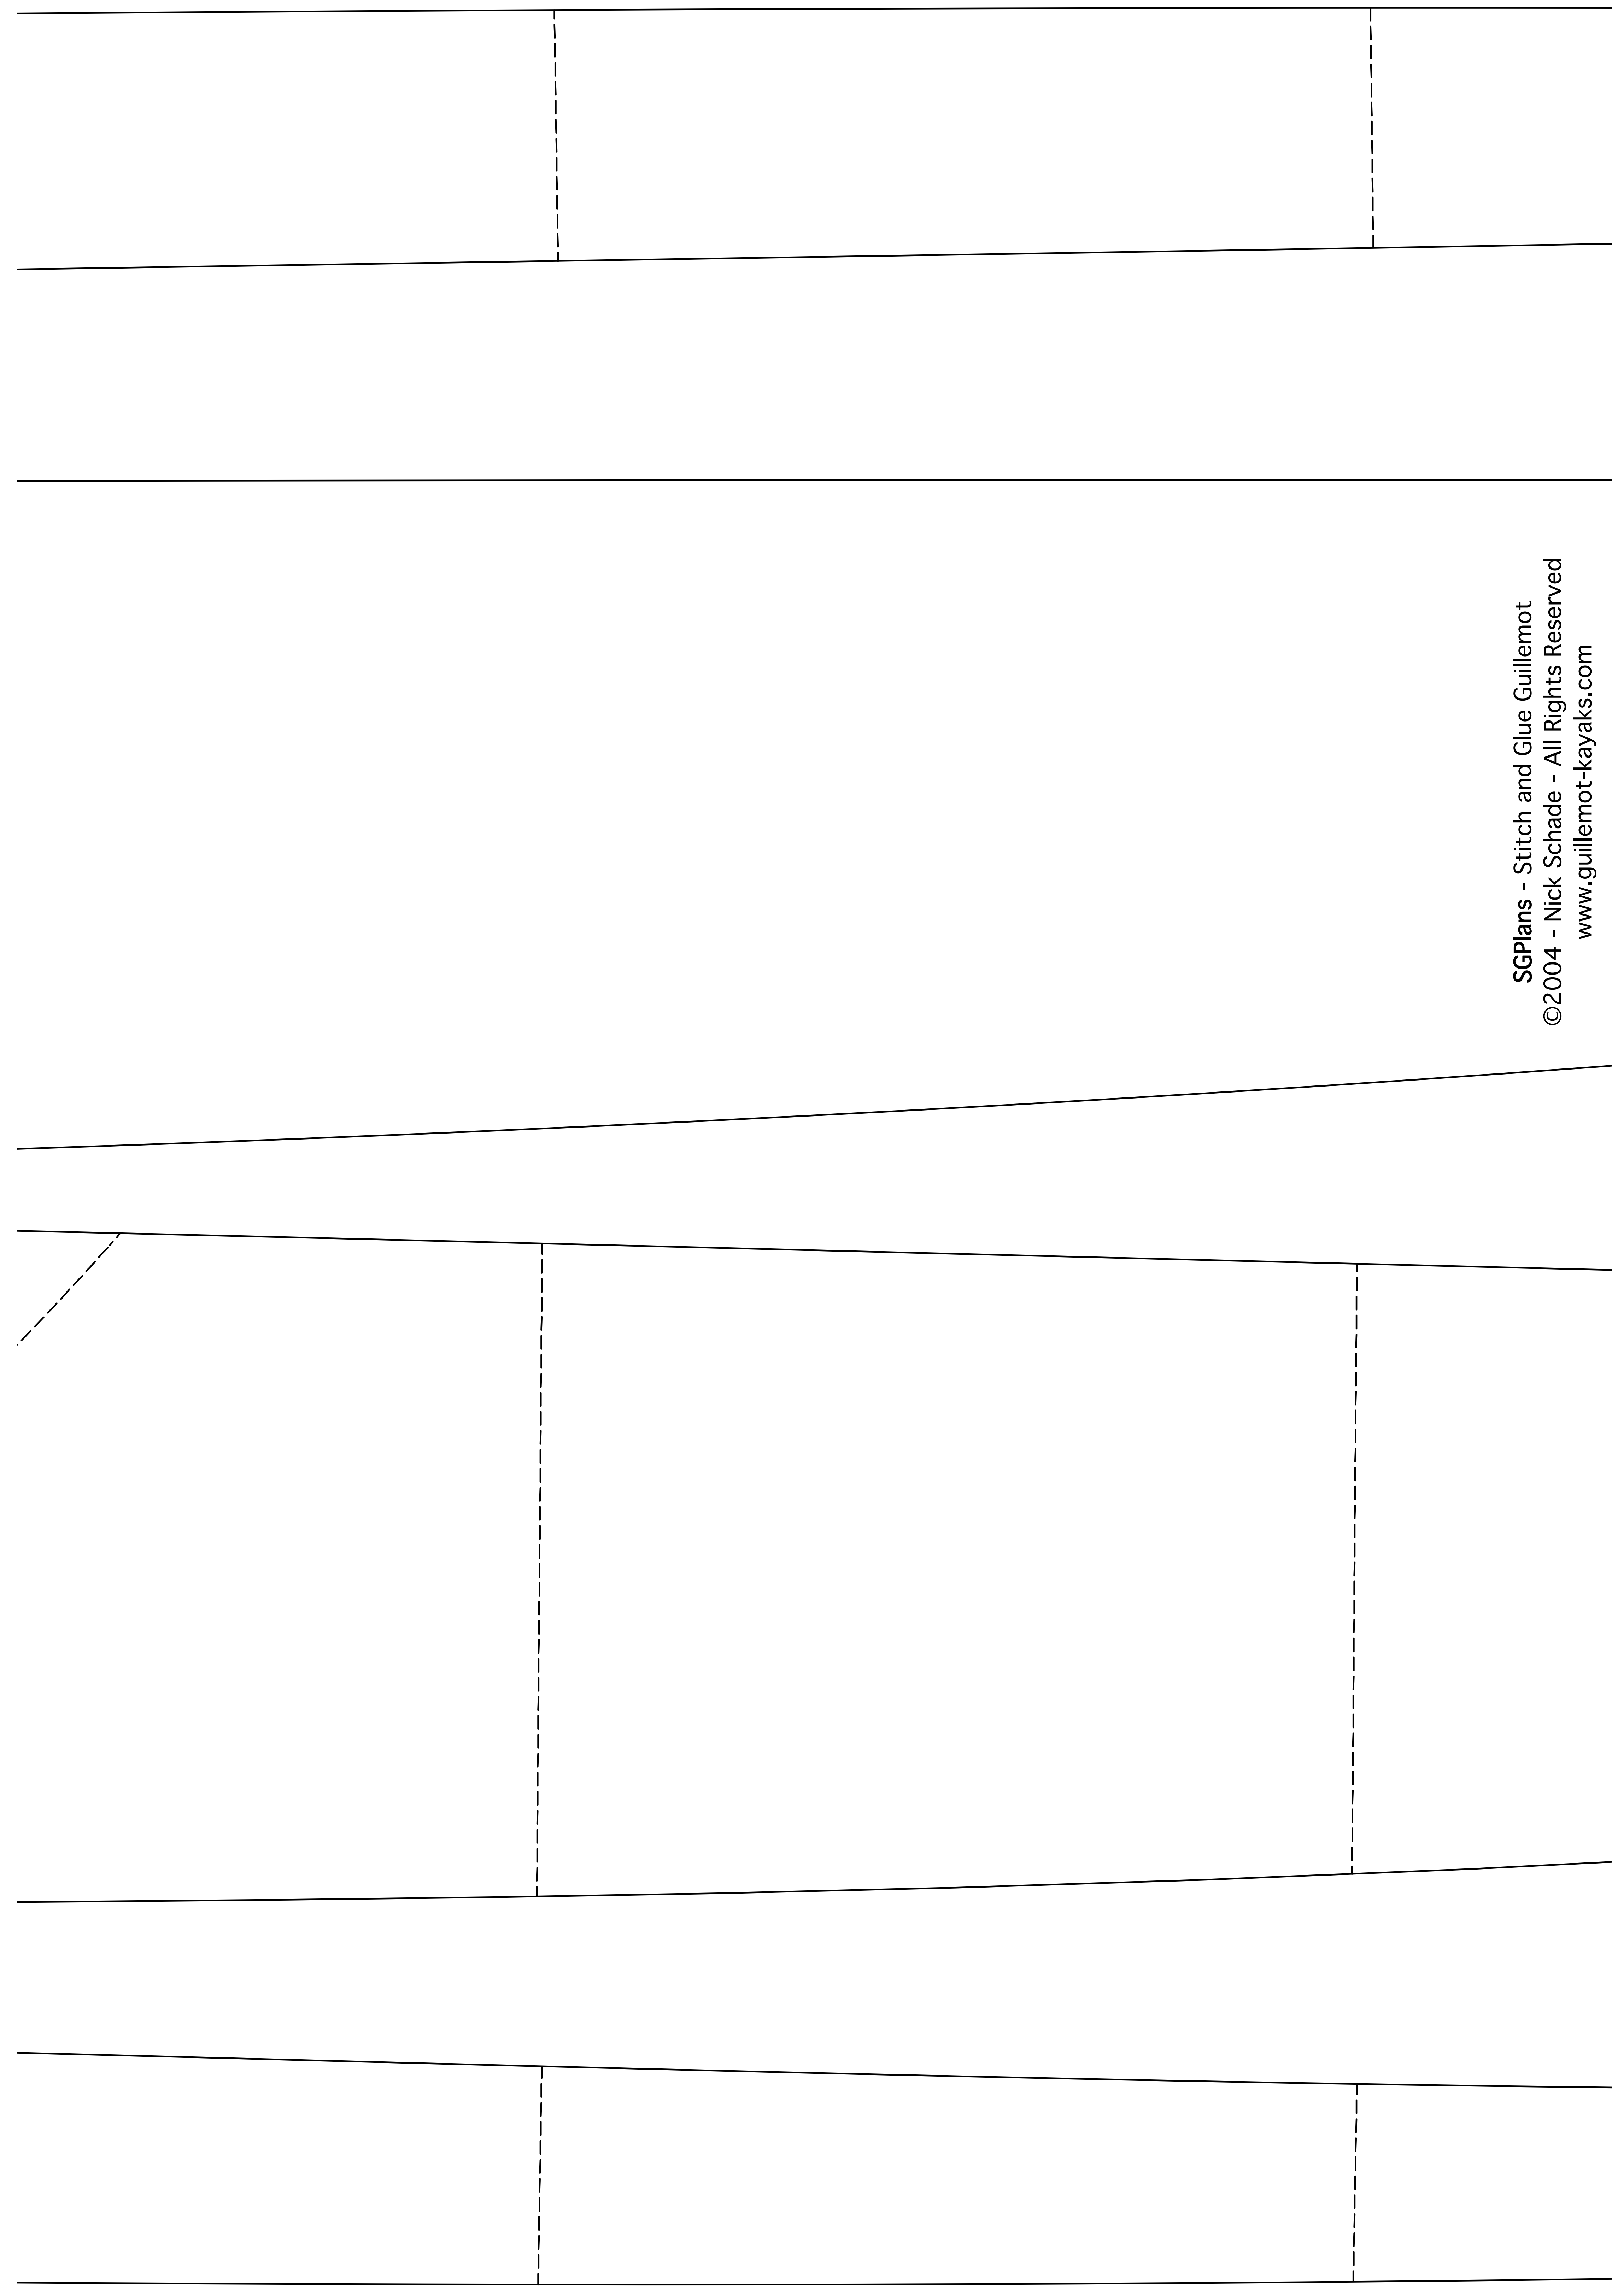 SGPlans - Stitch and Glue Guillemot
©2004 - Nick Schade - All Rights Reserved
www.guillemot-kayaks.com